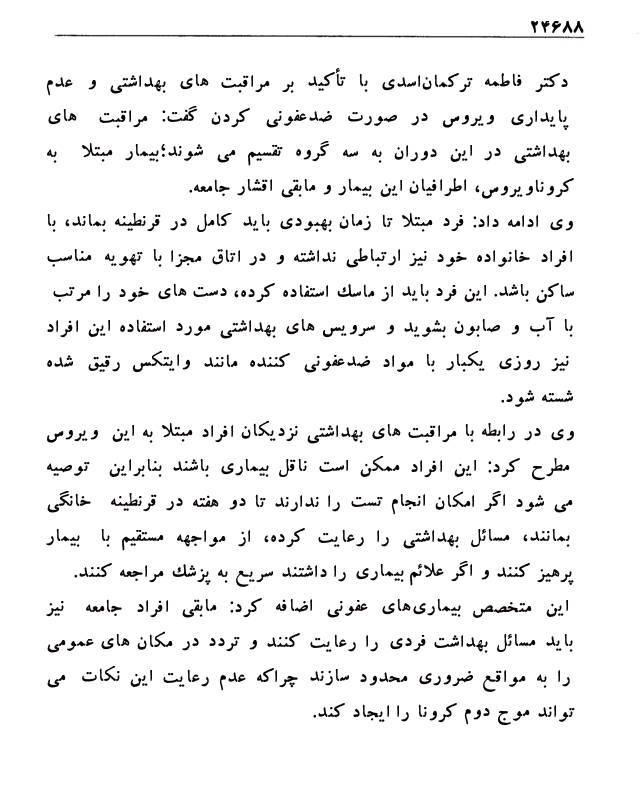 ۲۴۶۸۸
دکتر فاطمه ترکمان‌اسدی با تأکید بر مراقبت های بهداشتی و عدم
پایداری ویروس در صورت ضدعفونی کردن گفت: مراقبت های
بهداشتی در این دوران به سه گروه تقسیم می شوند؛بیمار مبتلا به
کروناویروس، اطرافیان این بیمار و مابقی اقشار جامعه.
وی ادامه داد: فرد مبتلا تا زمان بهبودی باید کامل در قرنطینه بماند، با
افراد خانواده خود نیز ارتباطی نداشته و در اتاق مجزا با تهویه مناسب
ساکن باشد. این فرد باید از ماسك استفاده کرده، دست های خود را مرتب
با آب و صابون بشوید و سرویس های بهداشتی مورد استفاده این افراد
نیز روزی یکبار با مواد ضدعفونی کننده مانند وایتکس رقیق شده
شسته شود.
وی در رابطه با مراقبت های بهداشتی نزدیکان افراد مبتلا به این ویروس
مطرح کرد: این افراد ممکن است ناقل بیماری باشند بنابراین توصیه
می شود اگر امکان انجام تست را ندارند تا دو هفته در قرنطینه خانگی
بمانند، مسائل بهداشتی را رعایت کرده، از مواجهه مستقیم با بیمار
پرهیز کنند و اگر علائم بیماری را داشتند سریع به پزشك مراجعه کنند.
این متخصص بیماری‌های عفونی اضافه کرد: مابقی افراد جامعه نیز
باید مسائل بهداشت فردی را رعایت کنند و تردد در مکان های عمومی
را به مواقع ضروری محدود سازند چراکه عدم رعایت این نکات می
تواند موج دوم کرونا را ایجاد کند.